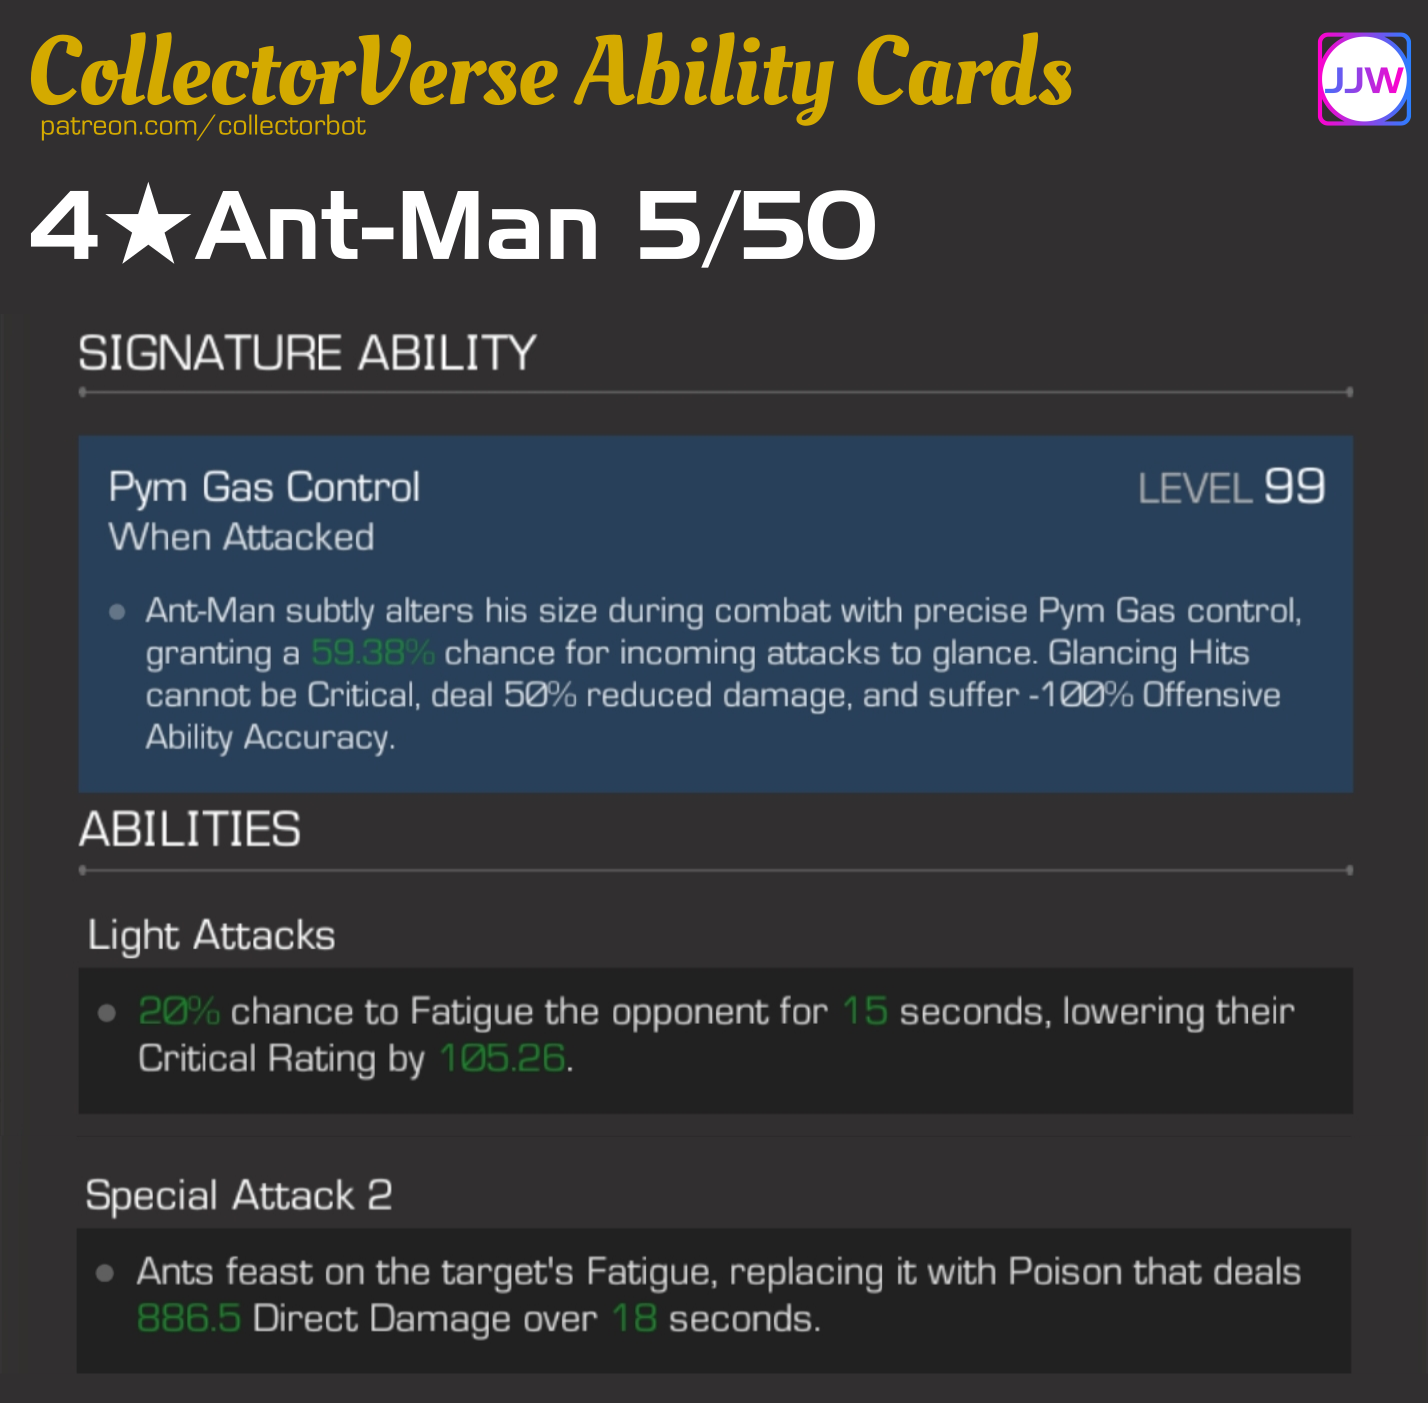 CollectorVerse Ability Cards
JJW
patreon.com/collectorbot
4★Ant-Man 5/50
SIGNATURE ABILITY
Pym Gas Control
LEVEL 99
When Attacked
Ant-Man subtly alters his size during combat with precise Pym Gas control,
granting a 59.38% chance for incoming attacks to glance. Glancing Hits
cannot be Critical, deal 50% reduced damage, and suffer -100% Offensive
Ability Accuracy.
ABILITIES
Light Attacks
20% chance to Fatigue the opponent for 15 seconds, lowering their
Critical Rating by 105.26.
Special Attack 2
Ants feast on the target's Fatigue, replacing it with Poison that deals
886.5 Direct Damage over 18 seconds.